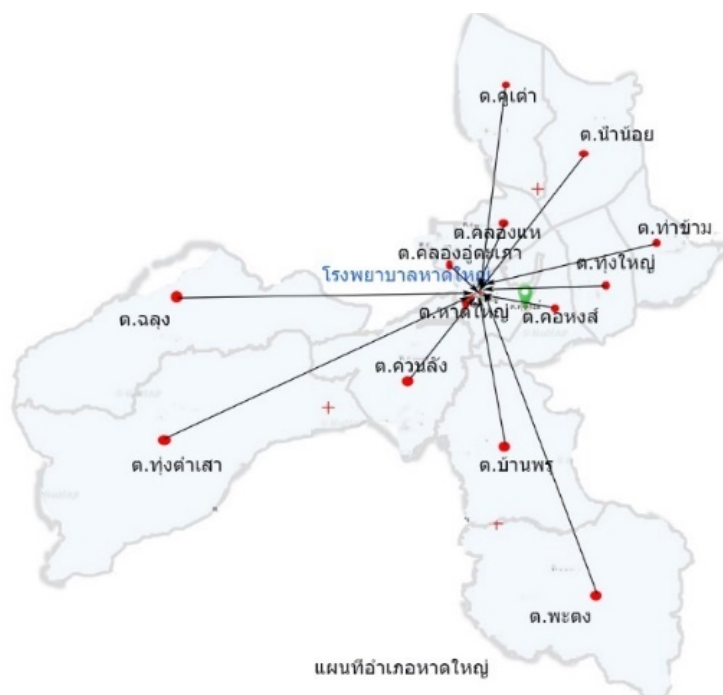 ต.คูเต่า
ต.น้ำน้อย
ต.คลองแห
ต.ท่าข้าม
ต.คลองอู่ตะเภา
ต.ทุ่งใหญ่
โรงพยาบาลหาดใหญ่
ต.หาดใหญ่
ต.คอหงส์
ต.ฉลุง
ต.ควนลัง
ต.ทุ่งตำเสา
ต.บ้านพรุ
ต.พะตง
แผนที่อำเภอหาดใหญ่